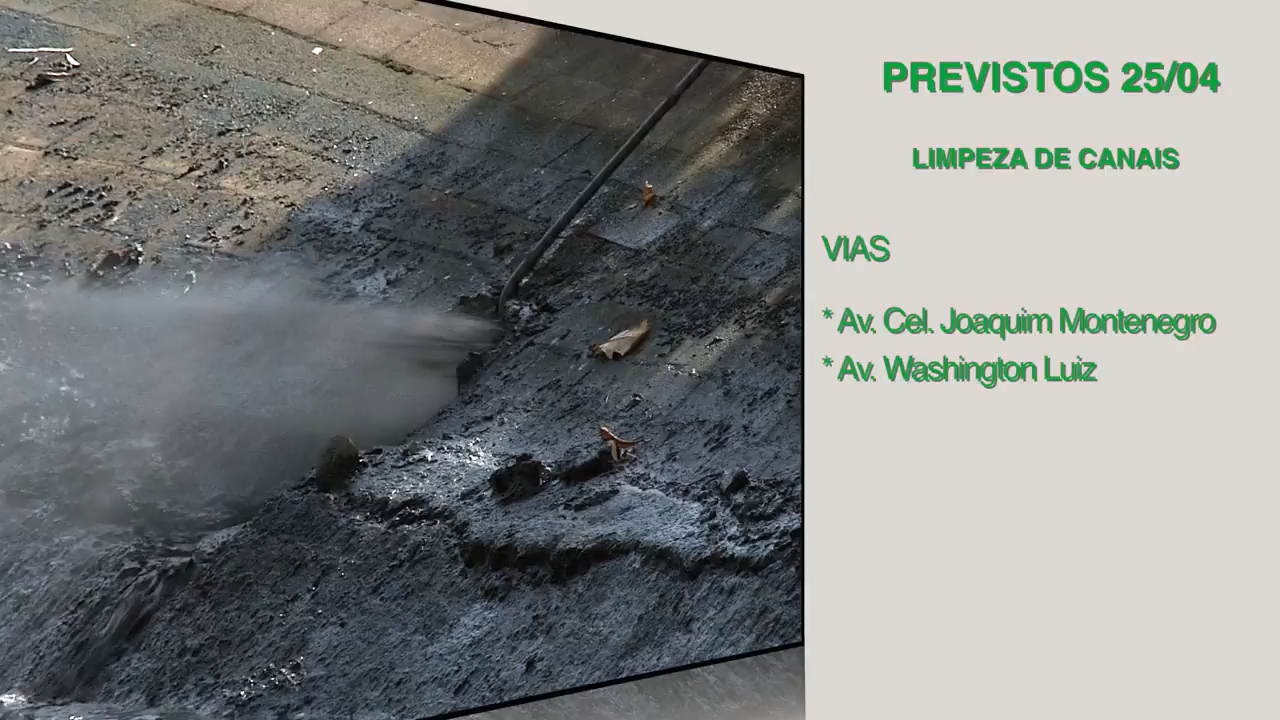 PREVISTOS 25/04
LIMPEZA DE CANAIS
VIAS
* Av. Cel. Joaquim Montenegro
* Av. Washington Luiz